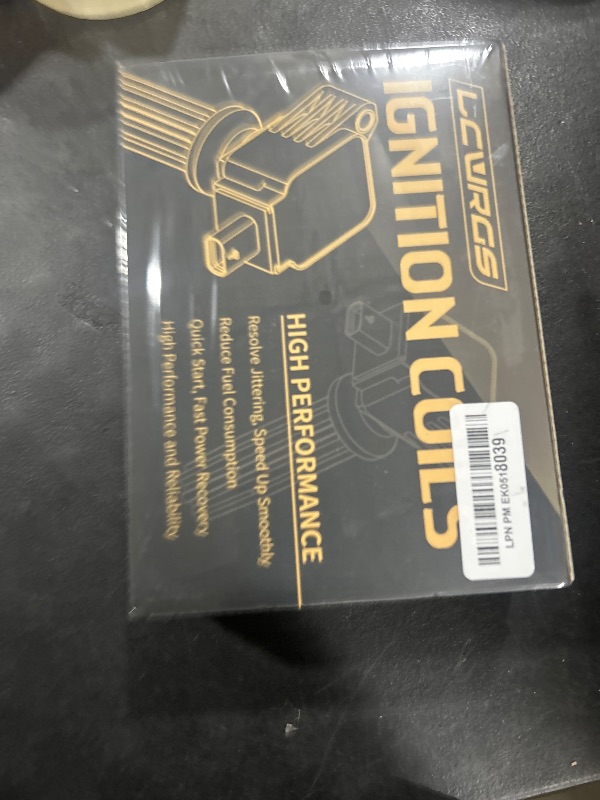 LCWRGS
IGNITION COILS
HIGH PERFORMANCE
Resolve Jittering, Speed Up Smoothly
Reduce Fuel Consumption
Quick Start, Fast Power Recovery
High Performance and Reliability
LPN PM EK0518039